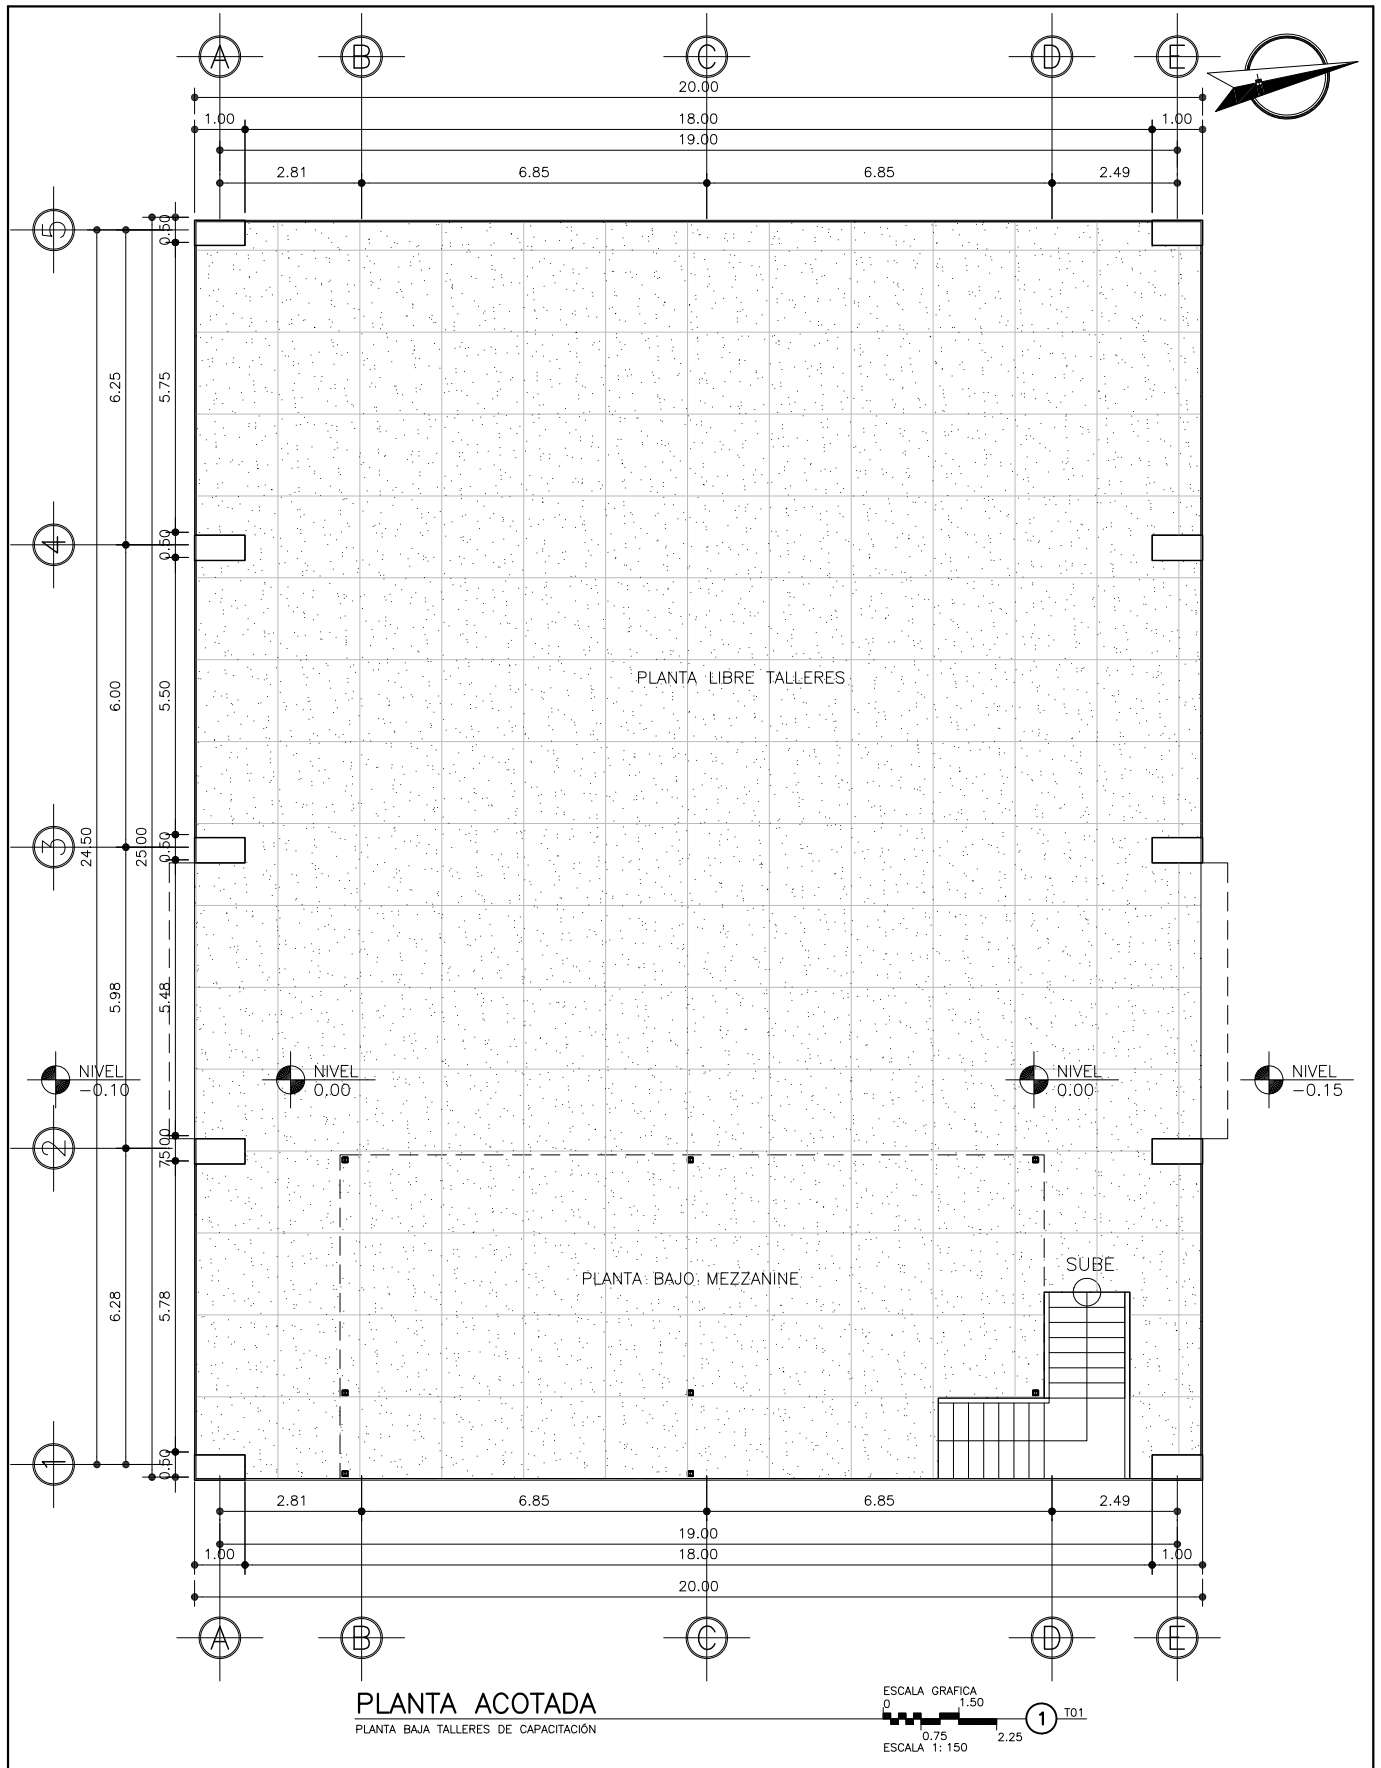 A B C D E
20.00
1.00 18.00 1.00
19.00
2.81 6.85 6.85 2.49
5
0.50
6.25
5.75
4
0.50
PLANTA LIBRE TALLERES
6.00
5.50
3
24.50
25.00
0.50
5.98
5.48
NIVEL
-0.10
NIVEL
0.00
NIVEL
0.00
NIVEL
-0.15
2
SUBE
PLANTA BAJO MEZZANINE
6.28
5.78
1
0.50
2.81 6.85 6.85 2.49
19.00
1.00 18.00 1.00
20.00
A B C D E
PLANTA ACOTADA
PLANTA BAJA TALLERES DE CAPACITACIÓN
ESCALA GRAFICA
0 1.50
0.75 2.25
ESCALA 1: 150
1 T01